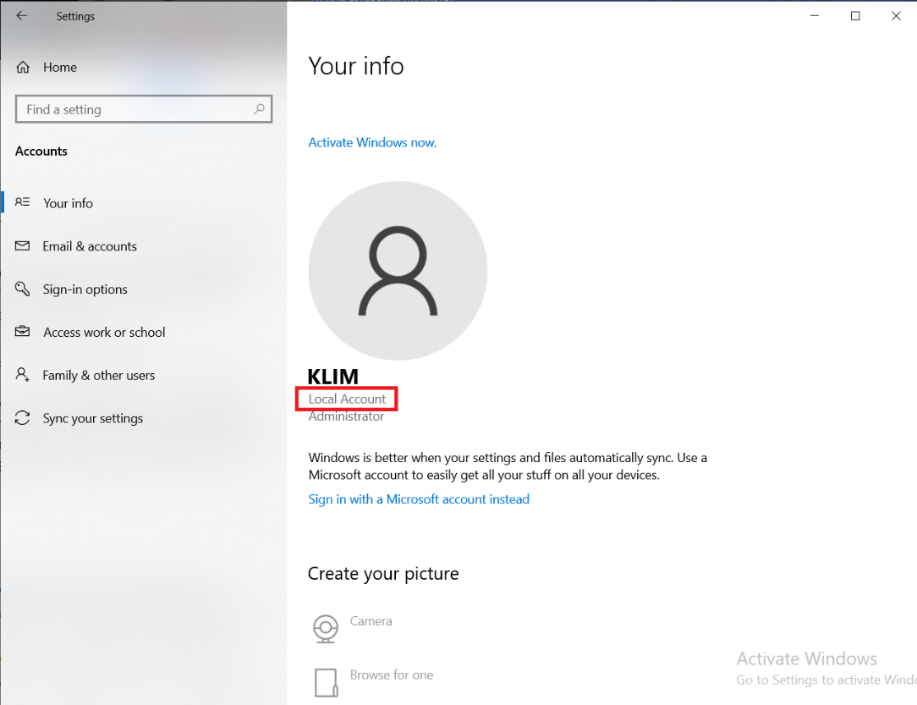 Settings
Home
Find a setting
Accounts
Your info
Email & accounts
Sign-in options
Access work or school
Family & other users
Sync your settings
Your info
Activate Windows now.
KLIM
Local Account
Administrator
Windows is better when your settings and files automatically sync. Use a
Microsoft account to easily get all your stuff on all your devices.
Sign in with a Microsoft account instead
Create your picture
Camera
Browse for one
Activate Windows
Go to Settings to activate Windo